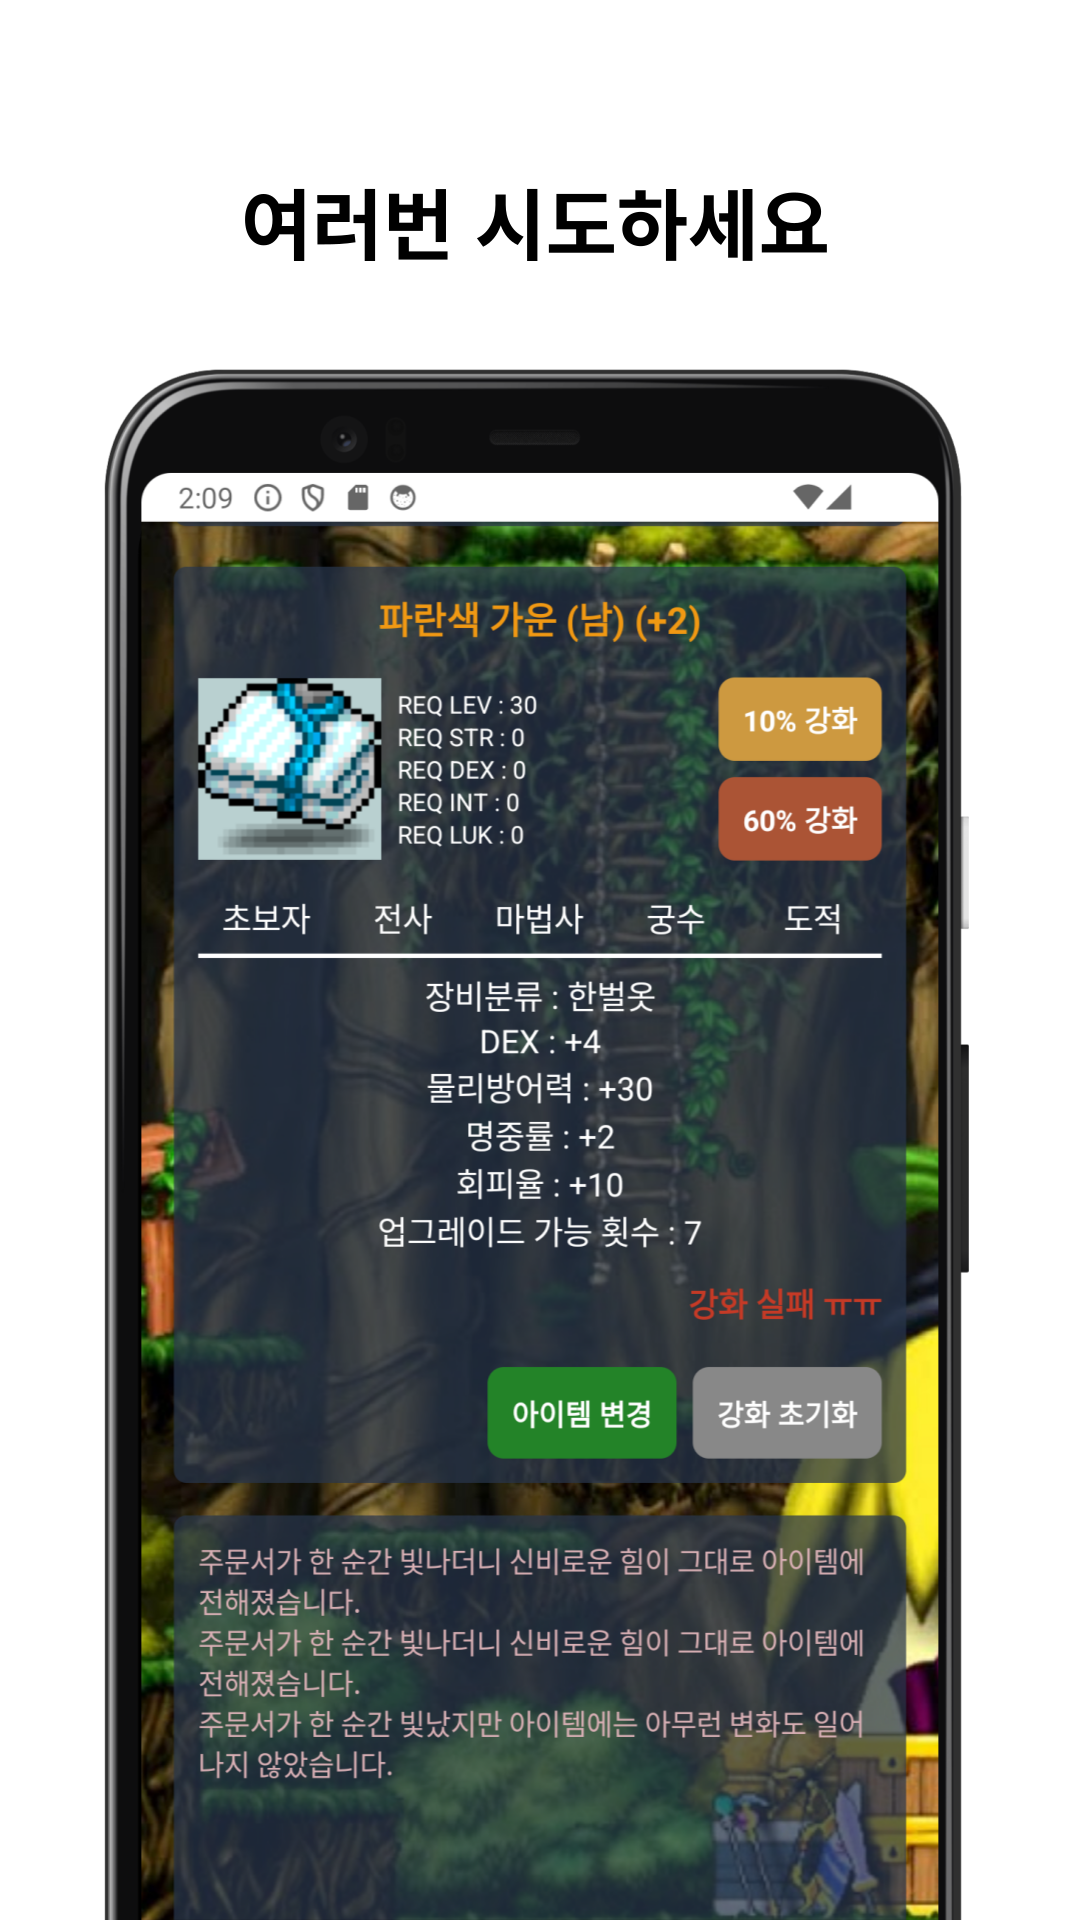 여러번 시도하세요
2:09
파란색 가운 (남) (+2)
REQ LEV : 30
REQ STR : 0
REQ DEX : 0
REQ INT : 0
REQ LUK : 0
10% 강화
60% 강화
초보자 전사 마법사 궁수 도적
장비분류 : 한벌옷
DEX : +4
물리방어력 : +30
명중률 : +2
회피율 : +10
업그레이드 가능 횟수 : 7
강화 실패 ㅠㅠ
아이템 변경 강화 초기화
주문서가 한 순간 빛나더니 신비로운 힘이 그대로 아이템에
전해졌습니다.
주문서가 한 순간 빛나더니 신비로운 힘이 그대로 아이템에
전해졌습니다.
주문서가 한 순간 빛났지만 아이템에는 아무런 변화도 일어
나지 않았습니다.